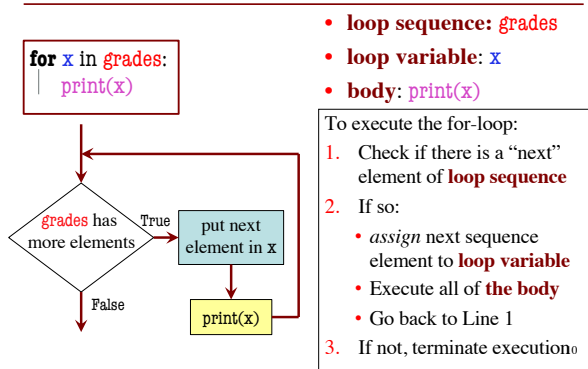 for x in grades:
print(x)
• loop sequence: grades
• loop variable: x
• body: print(x)
grades has
more elements
True
put next
element in x
print(x)
False
To execute the for-loop:
1. Check if there is a “next”
element of loop sequence
2. If so:
• assign next sequence
element to loop variable
• Execute all of the body
• Go back to Line 1
3. If not, terminate execution